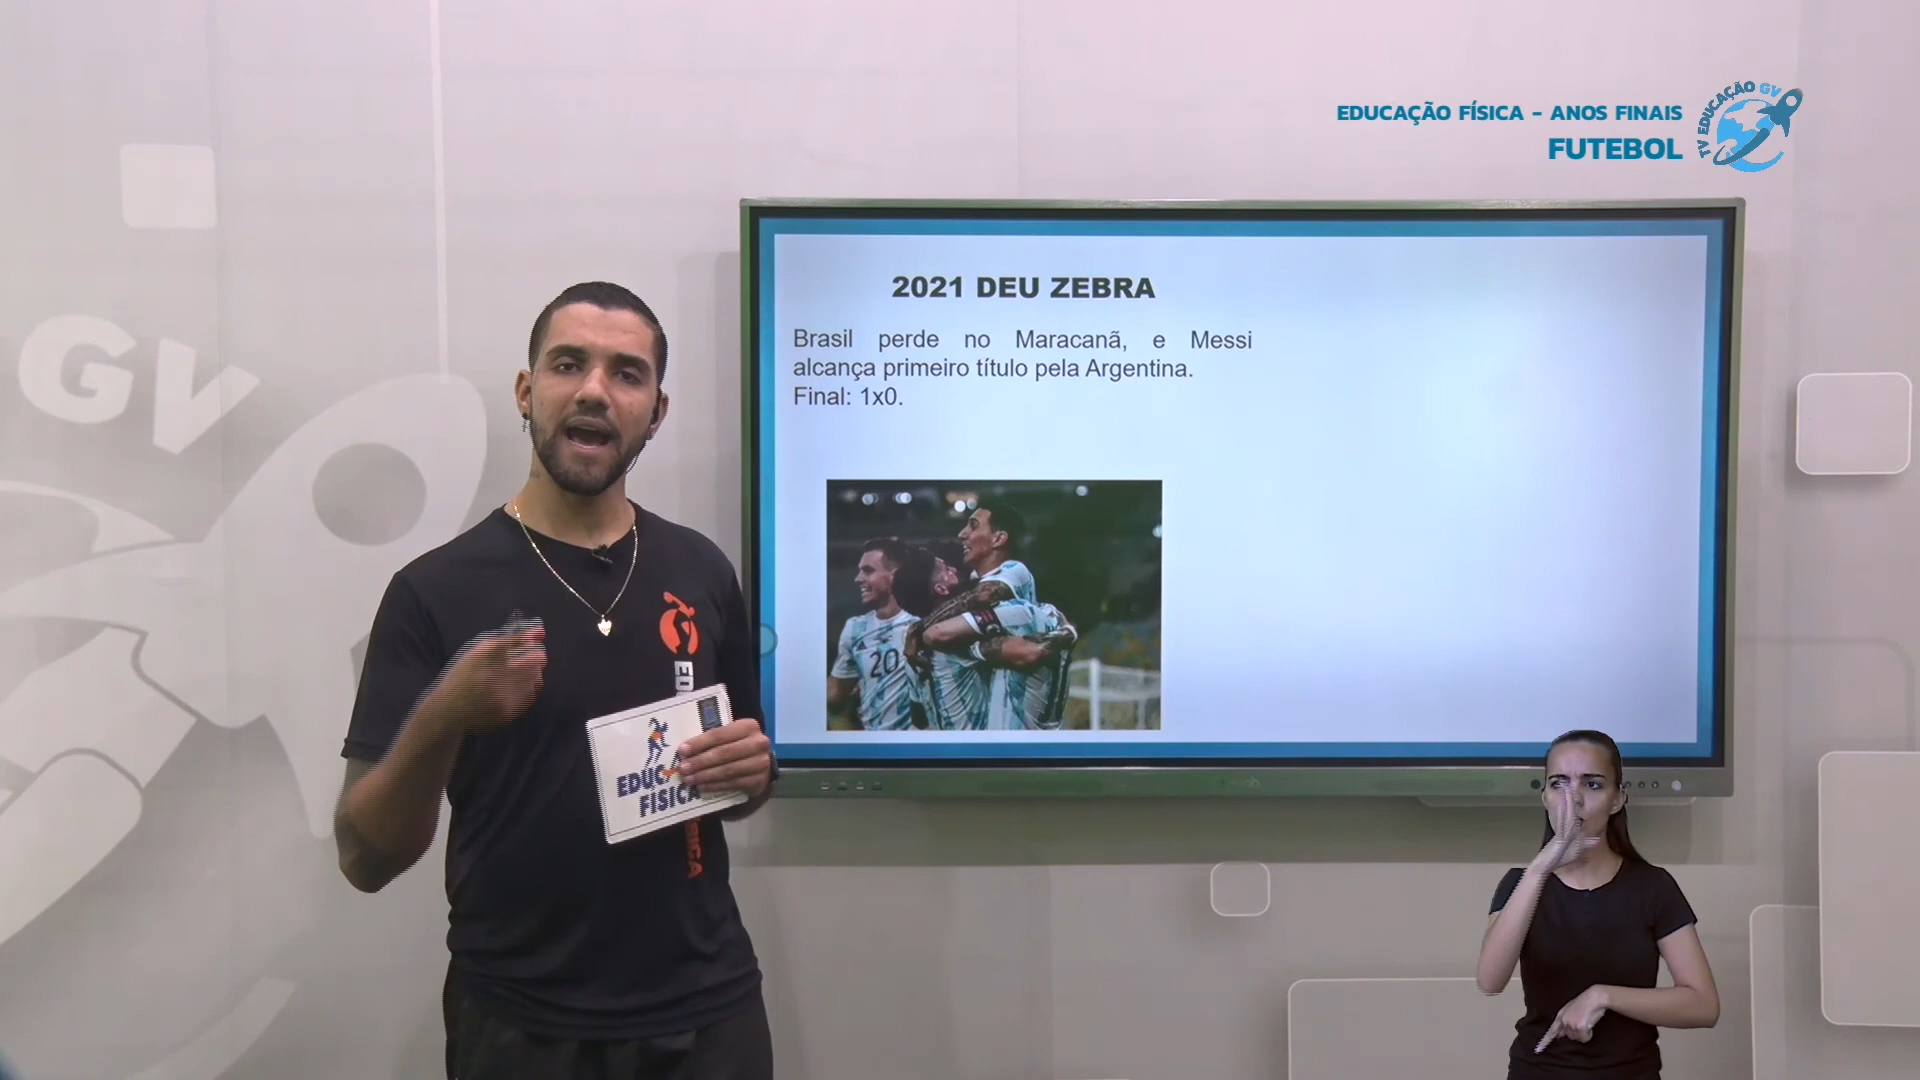 EDUCAÇÃO FÍSICA - ANOS FINAIS
FUTEBOL
TV EDUCAÇÃO GV
2021 DEU ZEBRA
Brasil perde no Maracanã, e Messi
alcança primeiro título pela Argentina.
Final: 1x0.
20
GV
EDUCA
FÍSICA